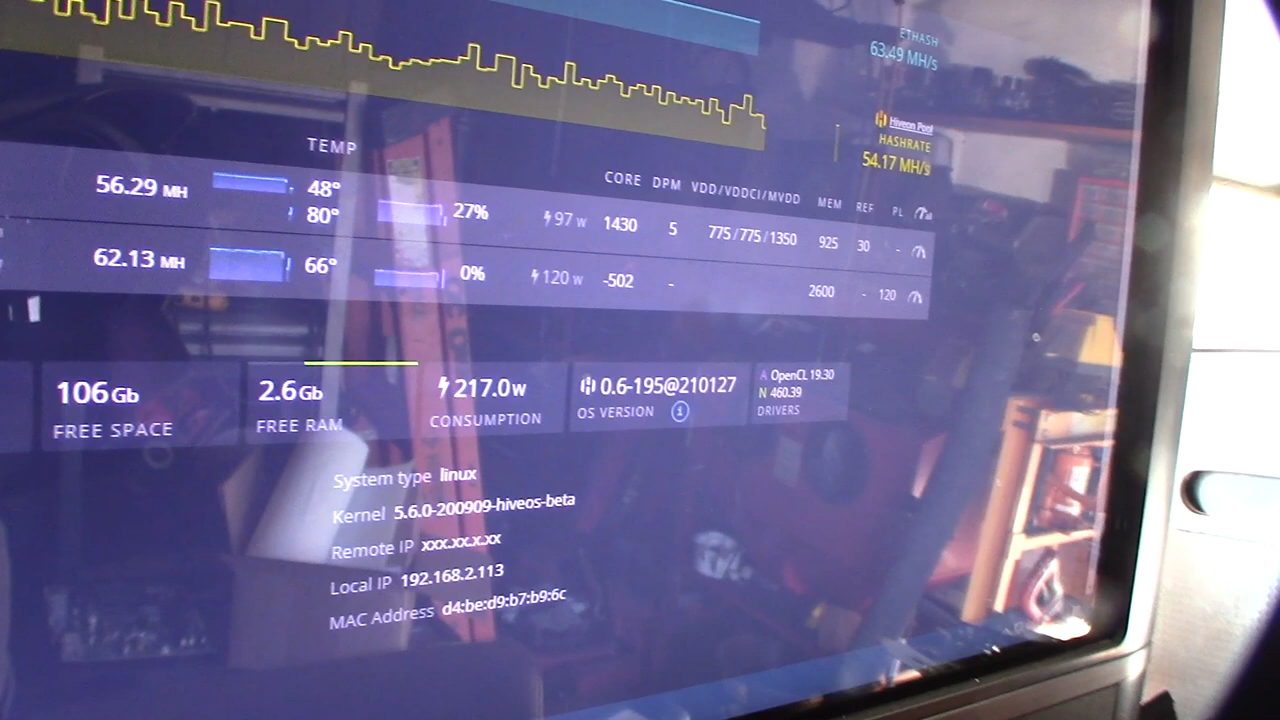 ETHASH
63.49 MH/s
Hiveon Pool
HASHRATE
54.17 MH/s
TEMP
CORE DPM VDD/VDDCI/MVDD MEM REF PL
56.29 MH 48° 80° 27% 97 W 1430 5 775/775/1350 925 30 -
62.13 MH 66° 0% 120 W -502 - 2600 - 120
106 Gb
FREE SPACE
2.6 Gb
FREE RAM
217.0 W
CONSUMPTION
0.6-195@210127
OS VERSION
A OpenCL 19.30
N 460.39
DRIVERS
System type linux
Kernel 5.6.0-200909-hiveos-beta
Remote IP xxx.xx.x.xx
Local IP 192.168.2.113
MAC Address d4:be:d9:b7:b9:6c